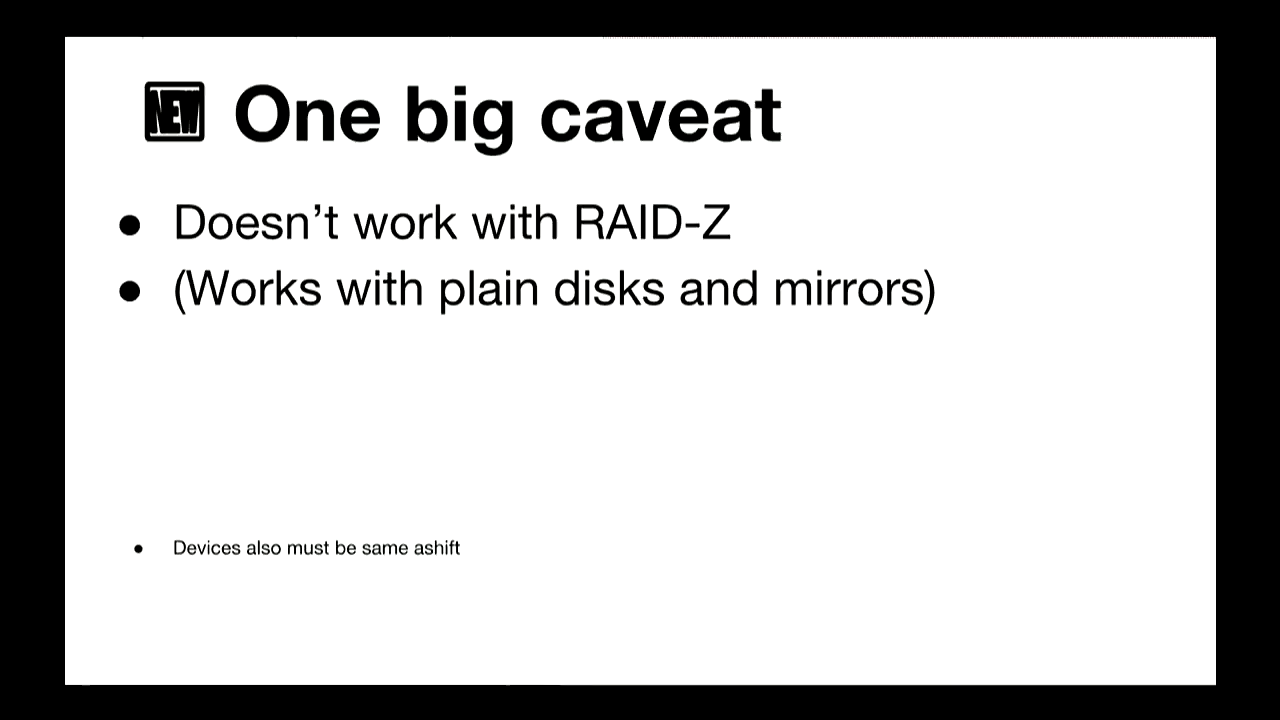 NEW One big caveat
● Doesn’t work with RAID-Z
● (Works with plain disks and mirrors)
● Devices also must be same ashift